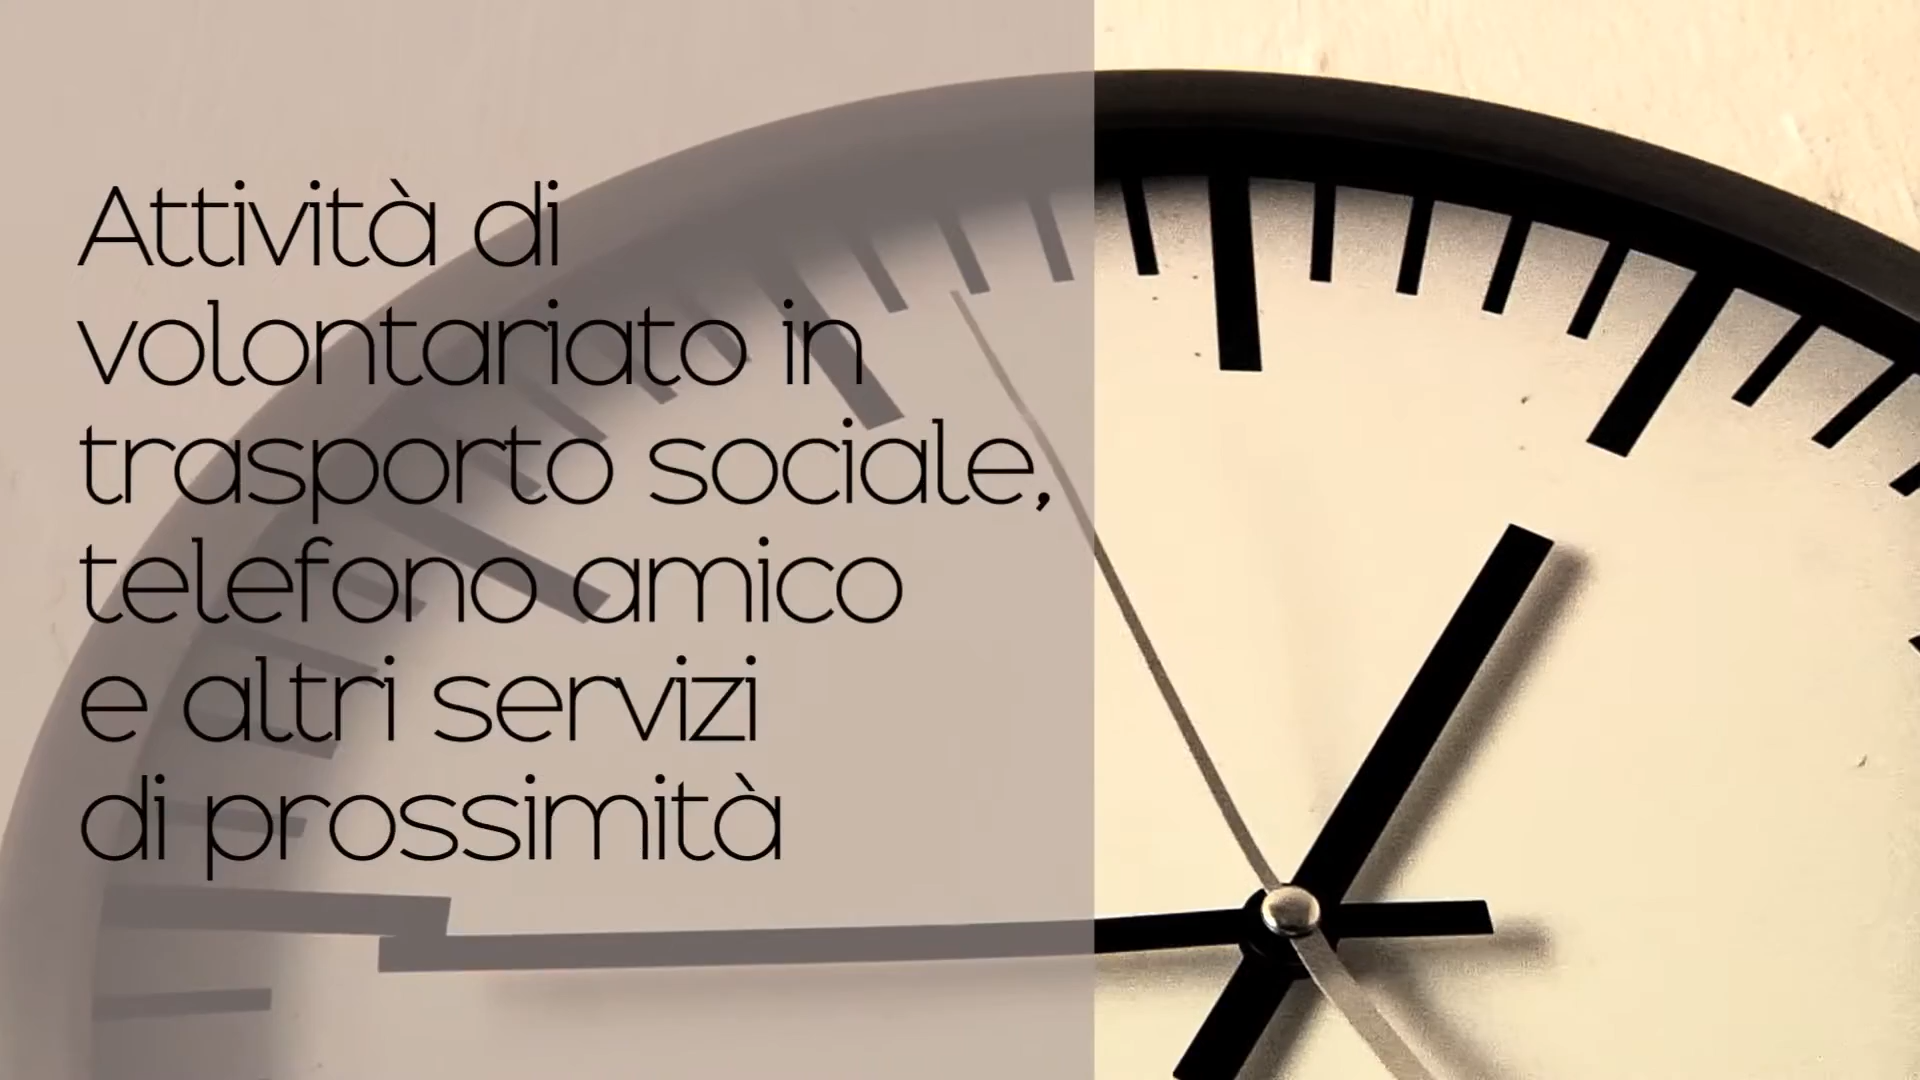 Attività di
volontariato in
trasporto sociale,
telefono amico
e altri servizi
di prossimità